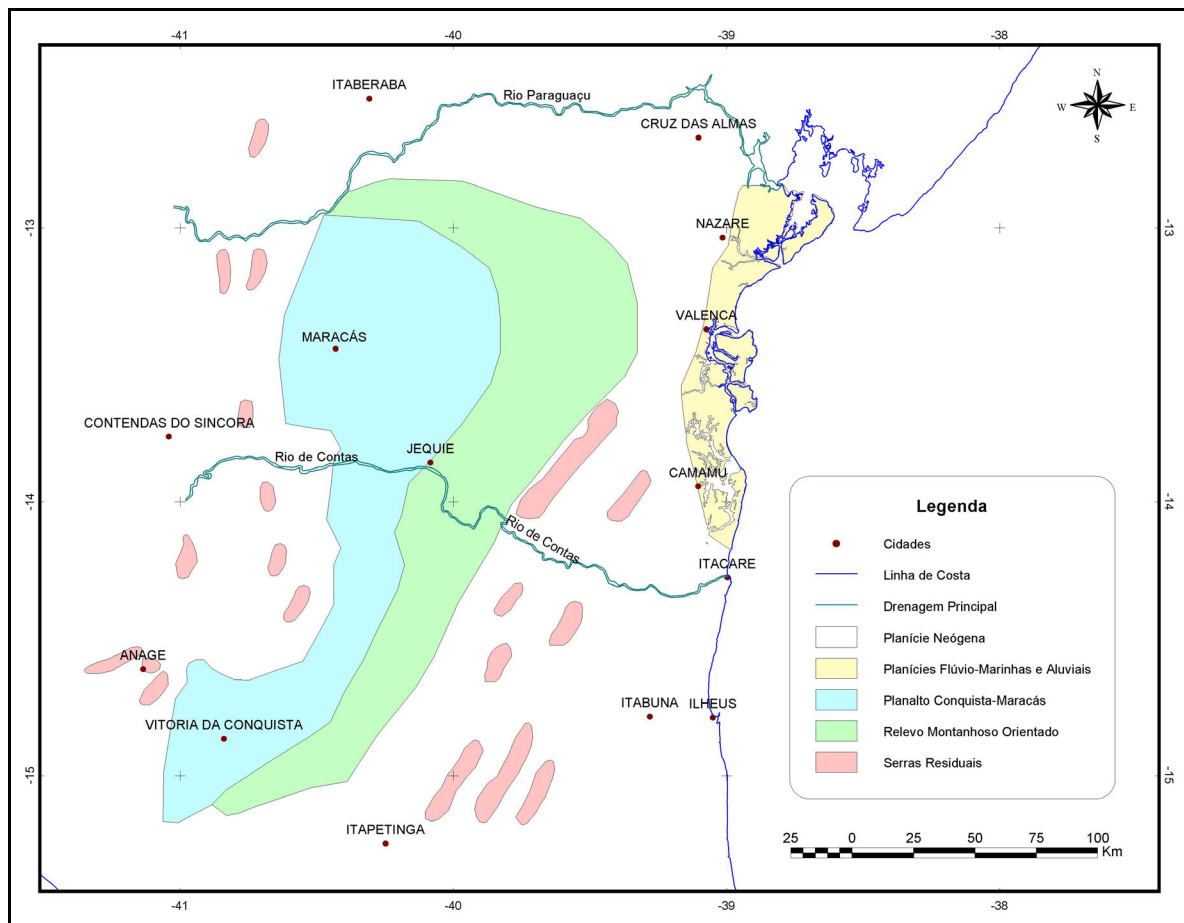 -41
-40
-39
-38
N
W
E
S
ITABERABA
Rio Paraguaçu
CRUZ DAS ALMAS
-13
-13
NAZARE
VALENCA
MARACÁS
CONTENDAS DO SINCORA
JEQUIE
Rio de Contas
CAMAMU
-14
-14
Rio de Contas
ITACARE
ANAGE
VITORIA DA CONQUISTA
ITABUNA
ILHEUS
-15
-15
ITAPETINGA
Legenda
Cidades
Linha de Costa
Drenagem Principal
Planície Neógena
Planícies Flúvio-Marinhas e Aluviais
Planalto Conquista-Maracás
Relevo Montanhoso Orientado
Serras Residuais
25 0 25 50 75 100
Km
-41
-40
-39
-38